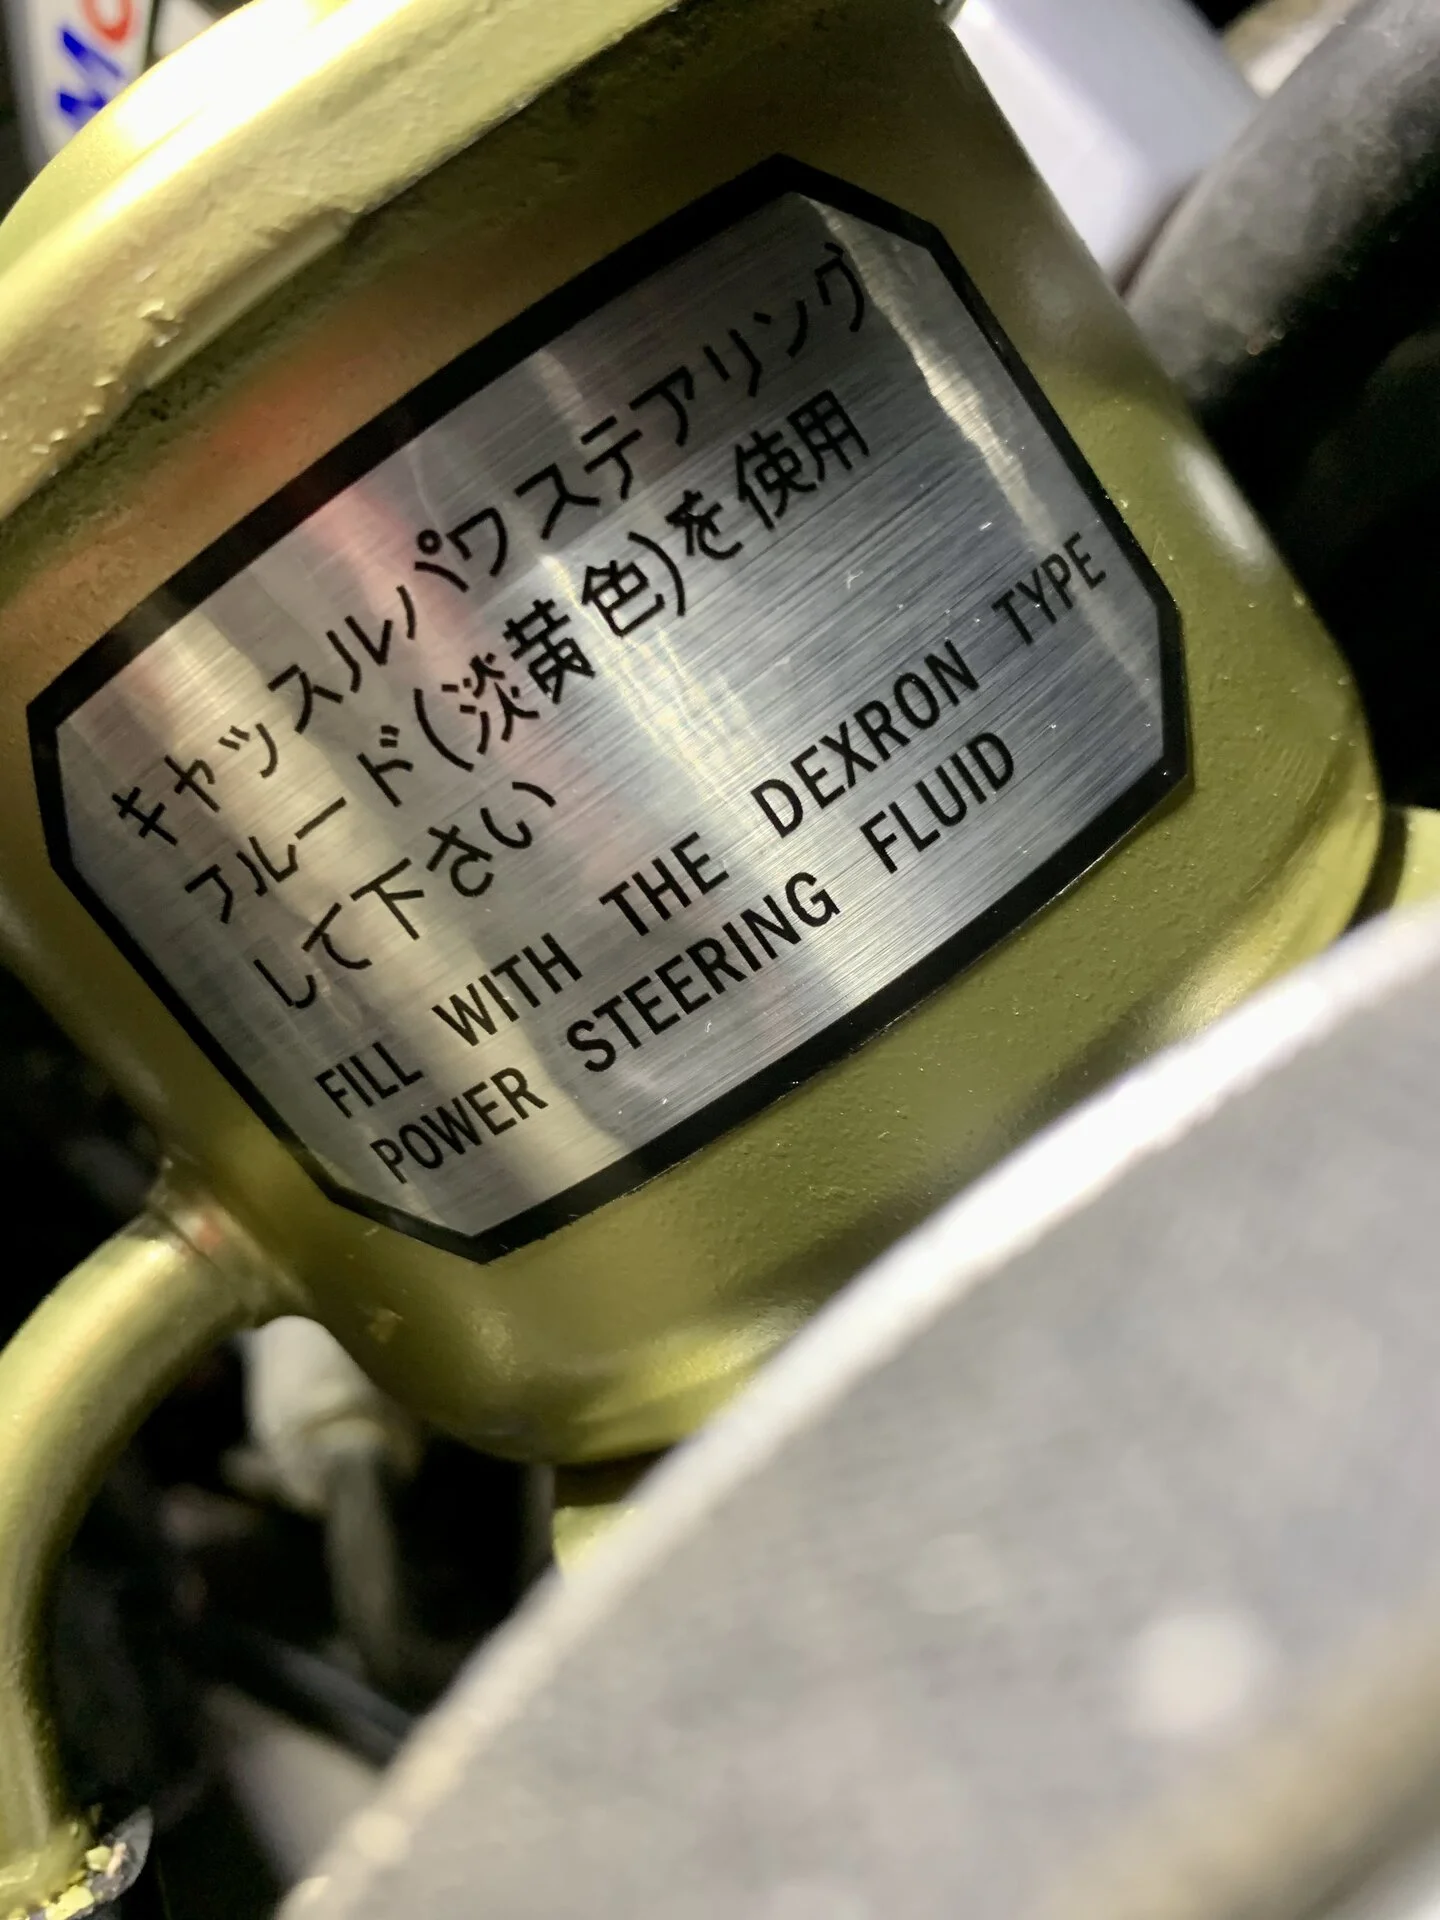 キャッスルパワステアリング
フルード(淡黄色)を使用
して下さい
FILL WITH THE DEXRON TYPE
POWER STEERING FLUID